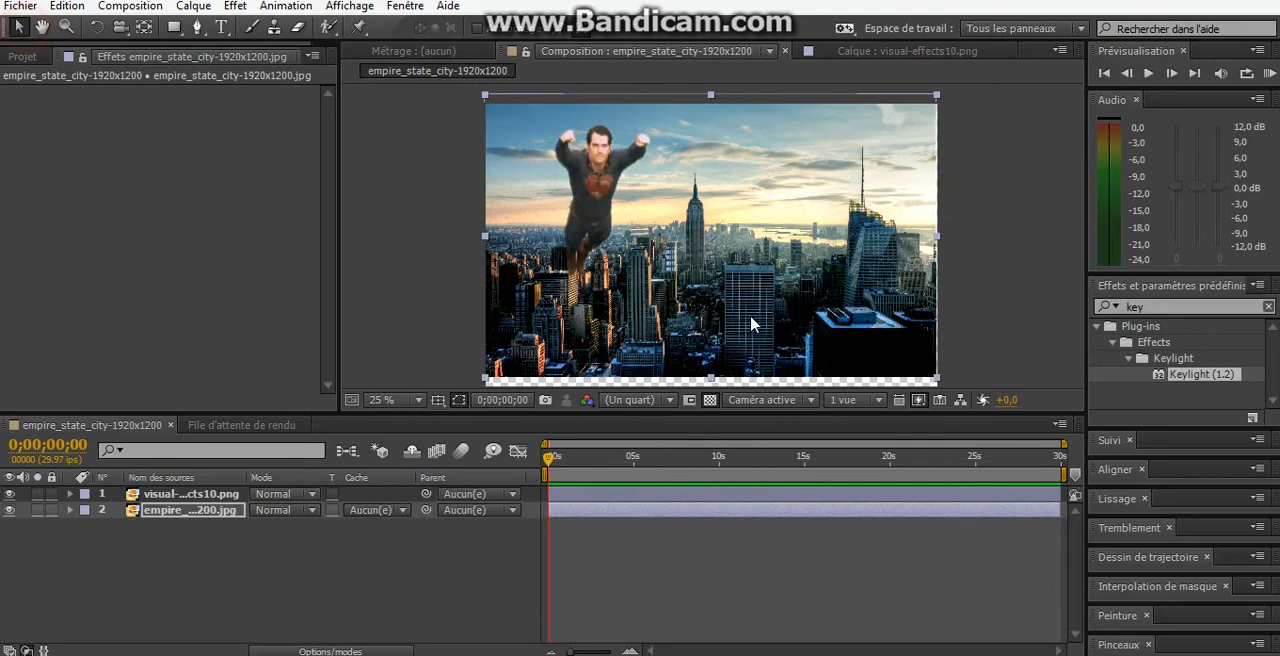 Fichier Edition Composition Calque Effet Animation Affichage Fenêtre Aide
www.Bandicam.com
Espace de travail : Tous les panneaux Rechercher dans l'aide
Projet Effets empire_state_city-1920x1200.jpg
empire_state_city-1920x1200 • empire_state_city-1920x1200.jpg
Métrage : (aucun) Composition : empire_state_city-1920x1200 Calque : visual-effects10.png
empire_state_city-1920x1200
Prévisualisation
Audio
0,0 12,0 dB
-3,0 9,0
-6,0 6,0
-9,0 3,0
-12,0 0,0 dB
-15,0 -3,0
-18,0 -6,0
-21,0 -9,0
-24,0 0 0 -12,0 dB
Effets et paramètres prédéfinis
key
Plug-ins
Effects
Keylight
32 Keylight (1.2)
25 % 0;00;00;00 (Un quart) Caméra active 1 vue +0,0
empire_state_city-1920x1200 File d'attente de rendu
0;00;00;00
00000 (29.97 ips)
N° Nom des sources Mode T Cache Parent
1 visual-...cts10.png Normal Aucun(e)
2 empire_...200.jpg Normal Aucun(e) Aucun(e)
0s 05s 10s 15s 20s 25s 30s
Options/modes
Suivi
Aligner
Lissage
Tremblement
Dessin de trajectoire
Interpolation de masque
Peinture
Pinceaux